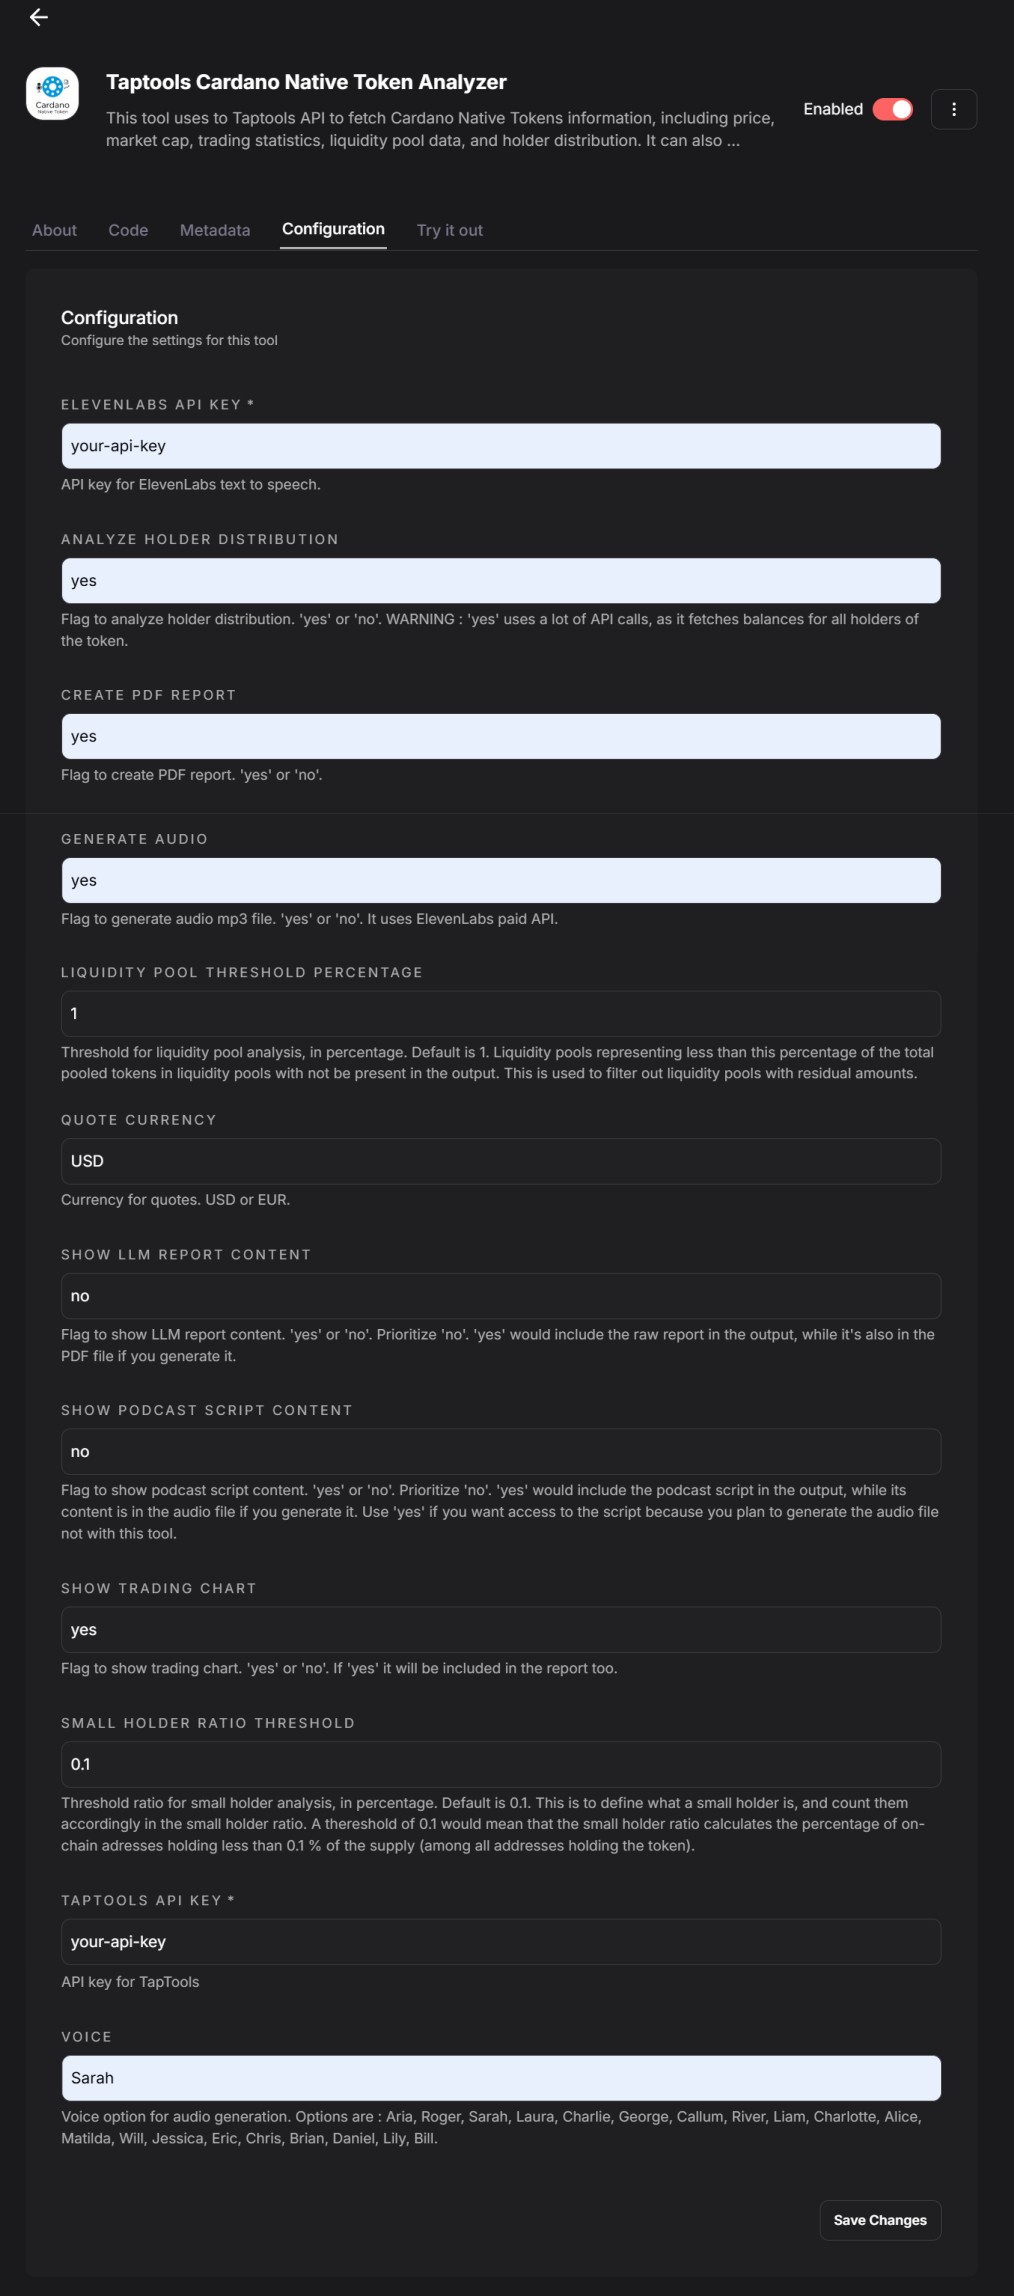 Cardano
Native Token
Taptools Cardano Native Token Analyzer
This tool uses to Taptools API to fetch Cardano Native Tokens information, including price,
market cap, trading statistics, liquidity pool data, and holder distribution. It can also ...
Enabled
About Code Metadata Configuration Try it out
Configuration
Configure the settings for this tool
ELEVENLABS API KEY *
your-api-key
API key for ElevenLabs text to speech.
ANALYZE HOLDER DISTRIBUTION
yes
Flag to analyze holder distribution. 'yes' or 'no'. WARNING : 'yes' uses a lot of API calls, as it fetches balances for all holders of
the token.
CREATE PDF REPORT
yes
Flag to create PDF report. 'yes' or 'no'.
GENERATE AUDIO
yes
Flag to generate audio mp3 file. 'yes' or 'no'. It uses ElevenLabs paid API.
LIQUIDITY POOL THRESHOLD PERCENTAGE
1
Threshold for liquidity pool analysis, in percentage. Default is 1. Liquidity pools representing less than this percentage of the total
pooled tokens in liquidity pools with not be present in the output. This is used to filter out liquidity pools with residual amounts.
QUOTE CURRENCY
USD
Currency for quotes. USD or EUR.
SHOW LLM REPORT CONTENT
no
Flag to show LLM report content. 'yes' or 'no'. Prioritize 'no'. 'yes' would include the raw report in the output, while it's also in the
PDF file if you generate it.
SHOW PODCAST SCRIPT CONTENT
no
Flag to show podcast script content. 'yes' or 'no'. Prioritize 'no'. 'yes' would include the podcast script in the output, while its
content is in the audio file if you generate it. Use 'yes' if you want access to the script because you plan to generate the audio file
not with this tool.
SHOW TRADING CHART
yes
Flag to show trading chart. 'yes' or 'no'. If 'yes' it will be included in the report too.
SMALL HOLDER RATIO THRESHOLD
0.1
Threshold ratio for small holder analysis, in percentage. Default is 0.1. This is to define what a small holder is, and count them
accordingly in the small holder ratio. A thereshold of 0.1 would mean that the small holder ratio calculates the percentage of on-
chain adresses holding less than 0.1 % of the supply (among all addresses holding the token).
TAPTOOLS API KEY *
your-api-key
API key for TapTools
VOICE
Sarah
Voice option for audio generation. Options are : Aria, Roger, Sarah, Laura, Charlie, George, Callum, River, Liam, Charlotte, Alice,
Matilda, Will, Jessica, Eric, Chris, Brian, Daniel, Lily, Bill.
Save Changes